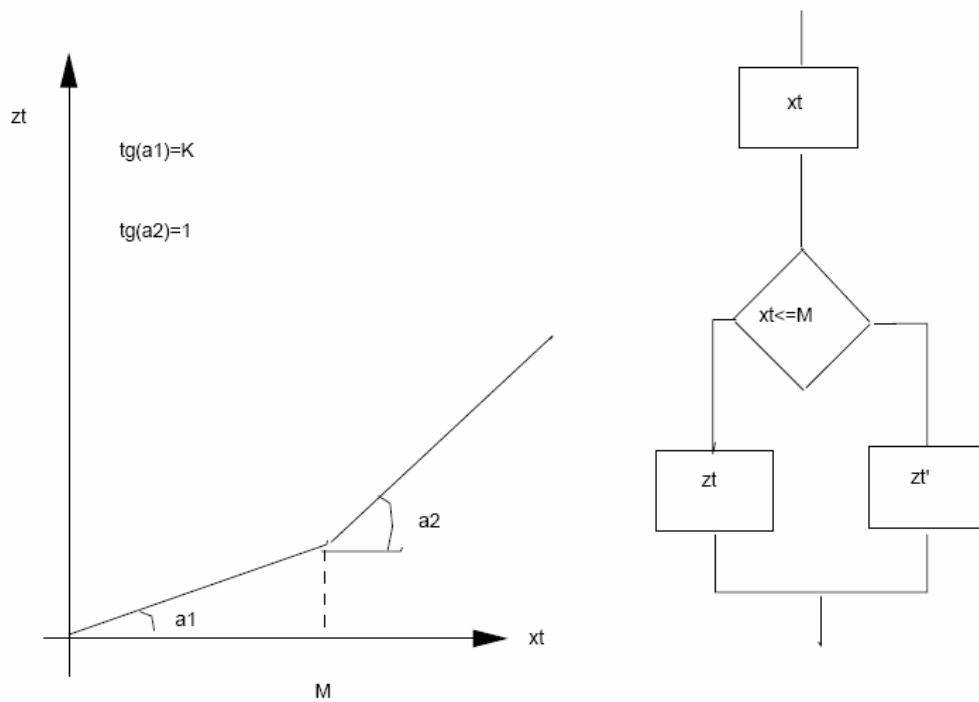 zt
tg(a1)=K
tg(a2)=1
a2
a1
xt
M
xt
xt<=M
zt
zt'